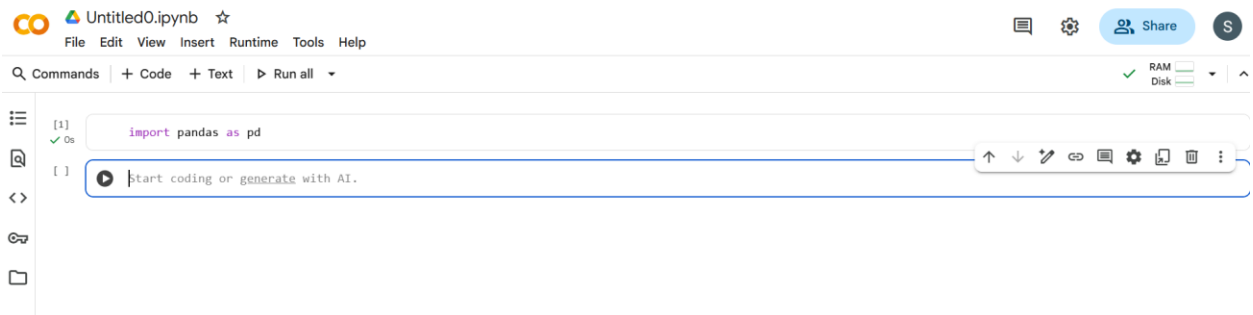 Untitled0.ipynb
File Edit View Insert Runtime Tools Help
Share
S
Commands + Code + Text Run all
RAM
Disk
[1]
0s
import pandas as pd
[ ]
Start coding or generate with AI.